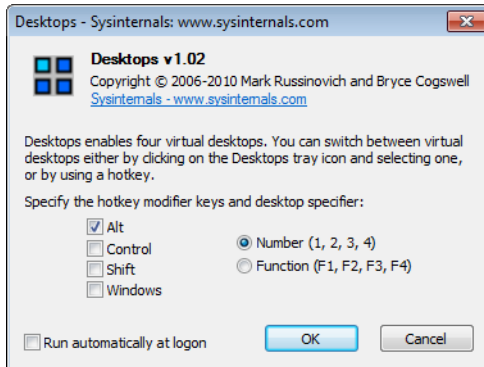 Desktops - Sysinternals: www.sysinternals.com
Desktops v1.02
Copyright © 2006-2010 Mark Russinovich and Bryce Cogswell
Sysinternals - www.sysinternals.com
Desktops enables four virtual desktops. You can switch between virtual
desktops either by clicking on the Desktops tray icon and selecting one,
or by using a hotkey.
Specify the hotkey modifier keys and desktop specifier:
Alt
Control
Shift
Windows
Number (1, 2, 3, 4)
Function (F1, F2, F3, F4)
Run automatically at logon
OK
Cancel